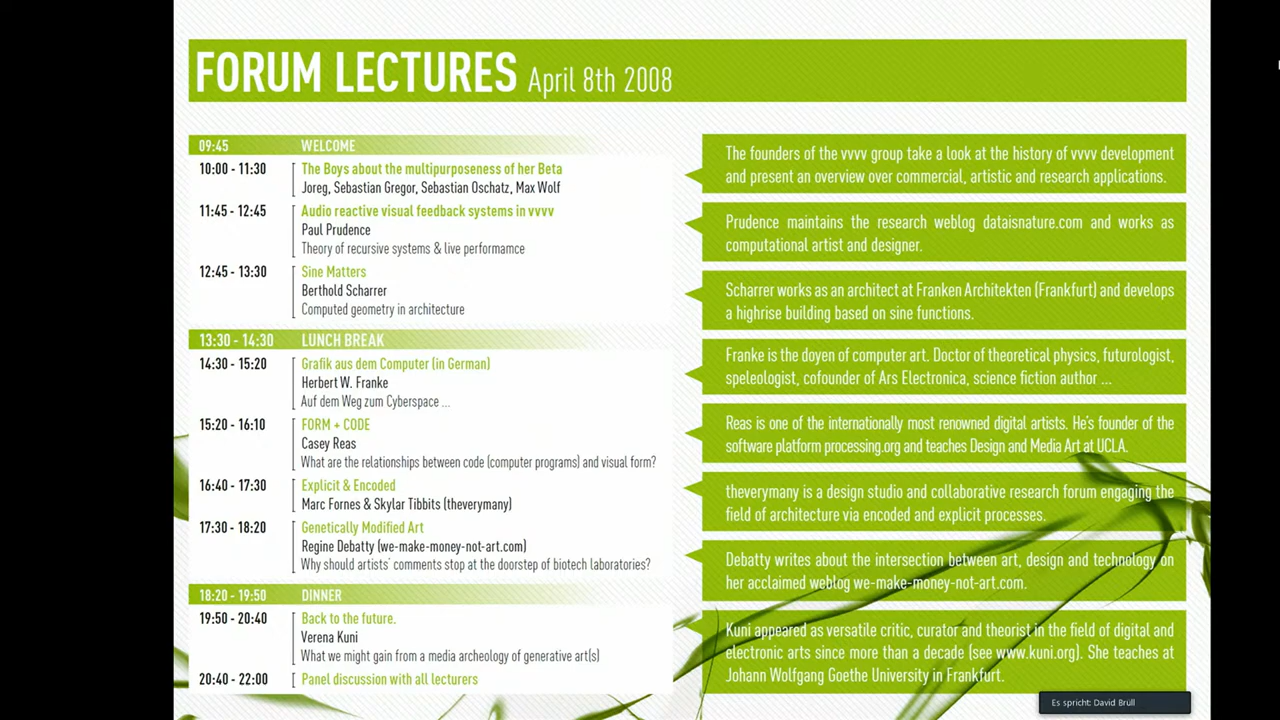 FORUM LECTURES April 8th 2008
09:45 WELCOME
10:00 - 11:30 The Boys about the multipurposeness of her Beta
Joreg, Sebastian Gregor, Sebastian Oschatz, Max Wolf
11:45 - 12:45 Audio reactive visual feedback systems in vvvv
Paul Prudence
Theory of recursive systems & live performamce
12:45 - 13:30 Sine Matters
Berthold Scharrer
Computed geometry in architecture
13:30 - 14:30 LUNCH BREAK
14:30 - 15:20 Grafik aus dem Computer (in German)
Herbert W. Franke
Auf dem Weg zum Cyberspace ...
15:20 - 16:10 FORM + CODE
Casey Reas
What are the relationships between code (computer programs) and visual form?
16:40 - 17:30 Explicit & Encoded
Marc Fornes & Skylar Tibbits (theverymany)
17:30 - 18:20 Genetically Modified Art
Regine Debatty (we-make-money-not-art.com)
Why should artists' comments stop at the doorstep of biotech laboratories?
18:20 - 19:50 DINNER
19:50 - 20:40 Back to the future.
Verena Kuni
What we might gain from a media archeology of generative art(s)
20:40 - 22:00 Panel discussion with all lecturers
The founders of the vvvv group take a look at the history of vvvv development
and present an overview over commercial, artistic and research applications.
Prudence maintains the research weblog dataisnature.com and works as
computational artist and designer.
Scharrer works as an architect at Franken Architekten (Frankfurt) and develops
a highrise building based on sine functions.
Franke is the doyen of computer art. Doctor of theoretical physics, futurologist,
speleologist, cofounder of Ars Electronica, science fiction author ...
Reas is one of the internationally most renowned digital artists. He's founder of the
software platform processing.org and teaches Design and Media Art at UCLA.
theverymany is a design studio and collaborative research forum engaging the
field of architecture via encoded and explicit processes.
Debatty writes about the intersection between art, design and technology on
her acclaimed weblog we-make-money-not-art.com.
Kuni appeared as versatile critic, curator and theorist in the field of digital and
electronic arts since more than a decade (see www.kuni.org). She teaches at
Johann Wolfgang Goethe University in Frankfurt.
Es spricht: David Brüll